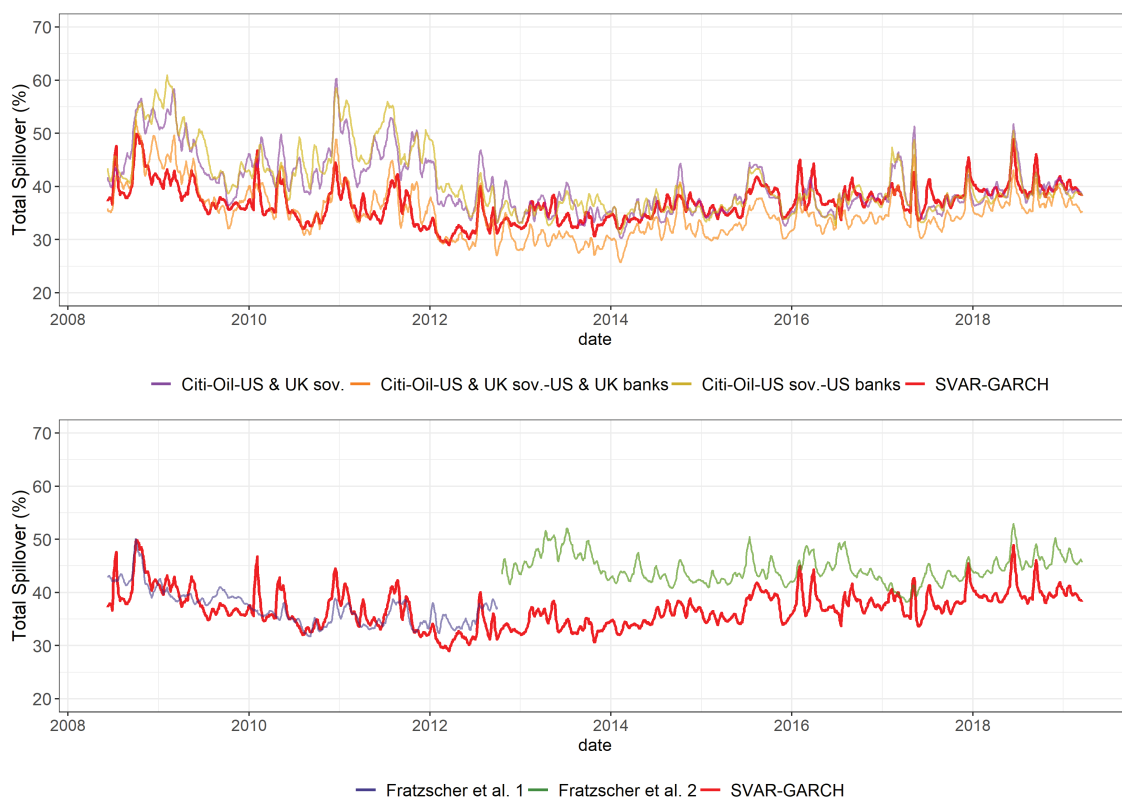 Total Spillover (%)
70
60
50
40
30
20
2008 2010 2012 2014 2016 2018
date
Citi-Oil-US & UK sov. Citi-Oil-US & UK sov.-US & UK banks Citi-Oil-US sov.-US banks SVAR-GARCH
Total Spillover (%)
70
60
50
40
30
20
2008 2010 2012 2014 2016 2018
date
Fratzscher et al. 1 Fratzscher et al. 2 SVAR-GARCH